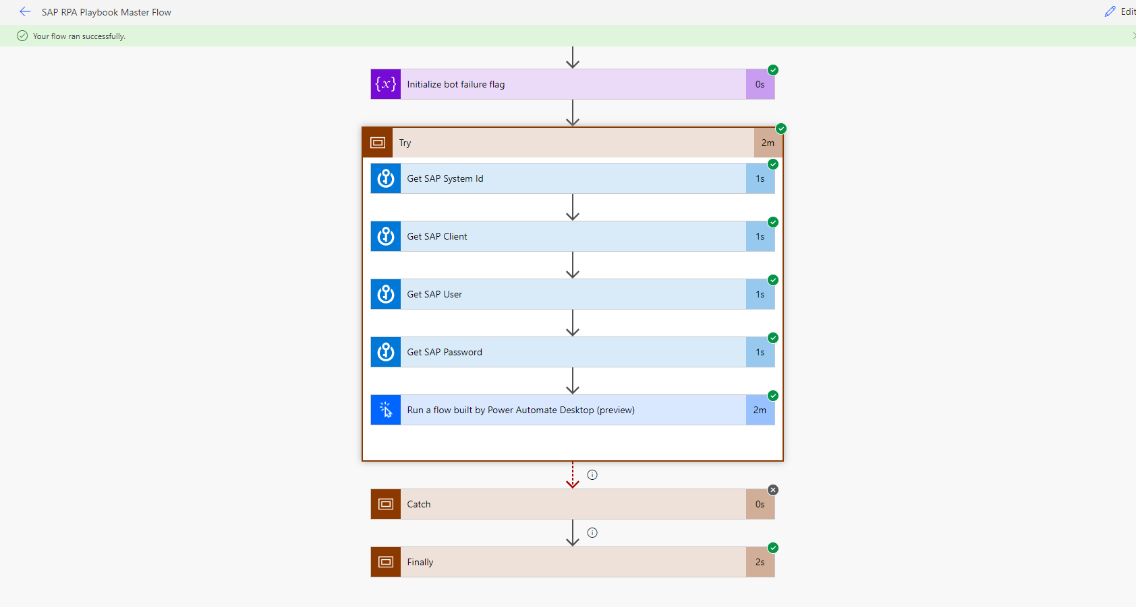 SAP RPA Playbook Master Flow
Edit
Your flow ran successfully.
{x} Initialize bot failure flag 0s
Try 2m
Get SAP System Id 1s
Get SAP Client 1s
Get SAP User 1s
Get SAP Password 1s
Run a flow built by Power Automate Desktop (preview) 2m
Catch 0s
Finally 2s